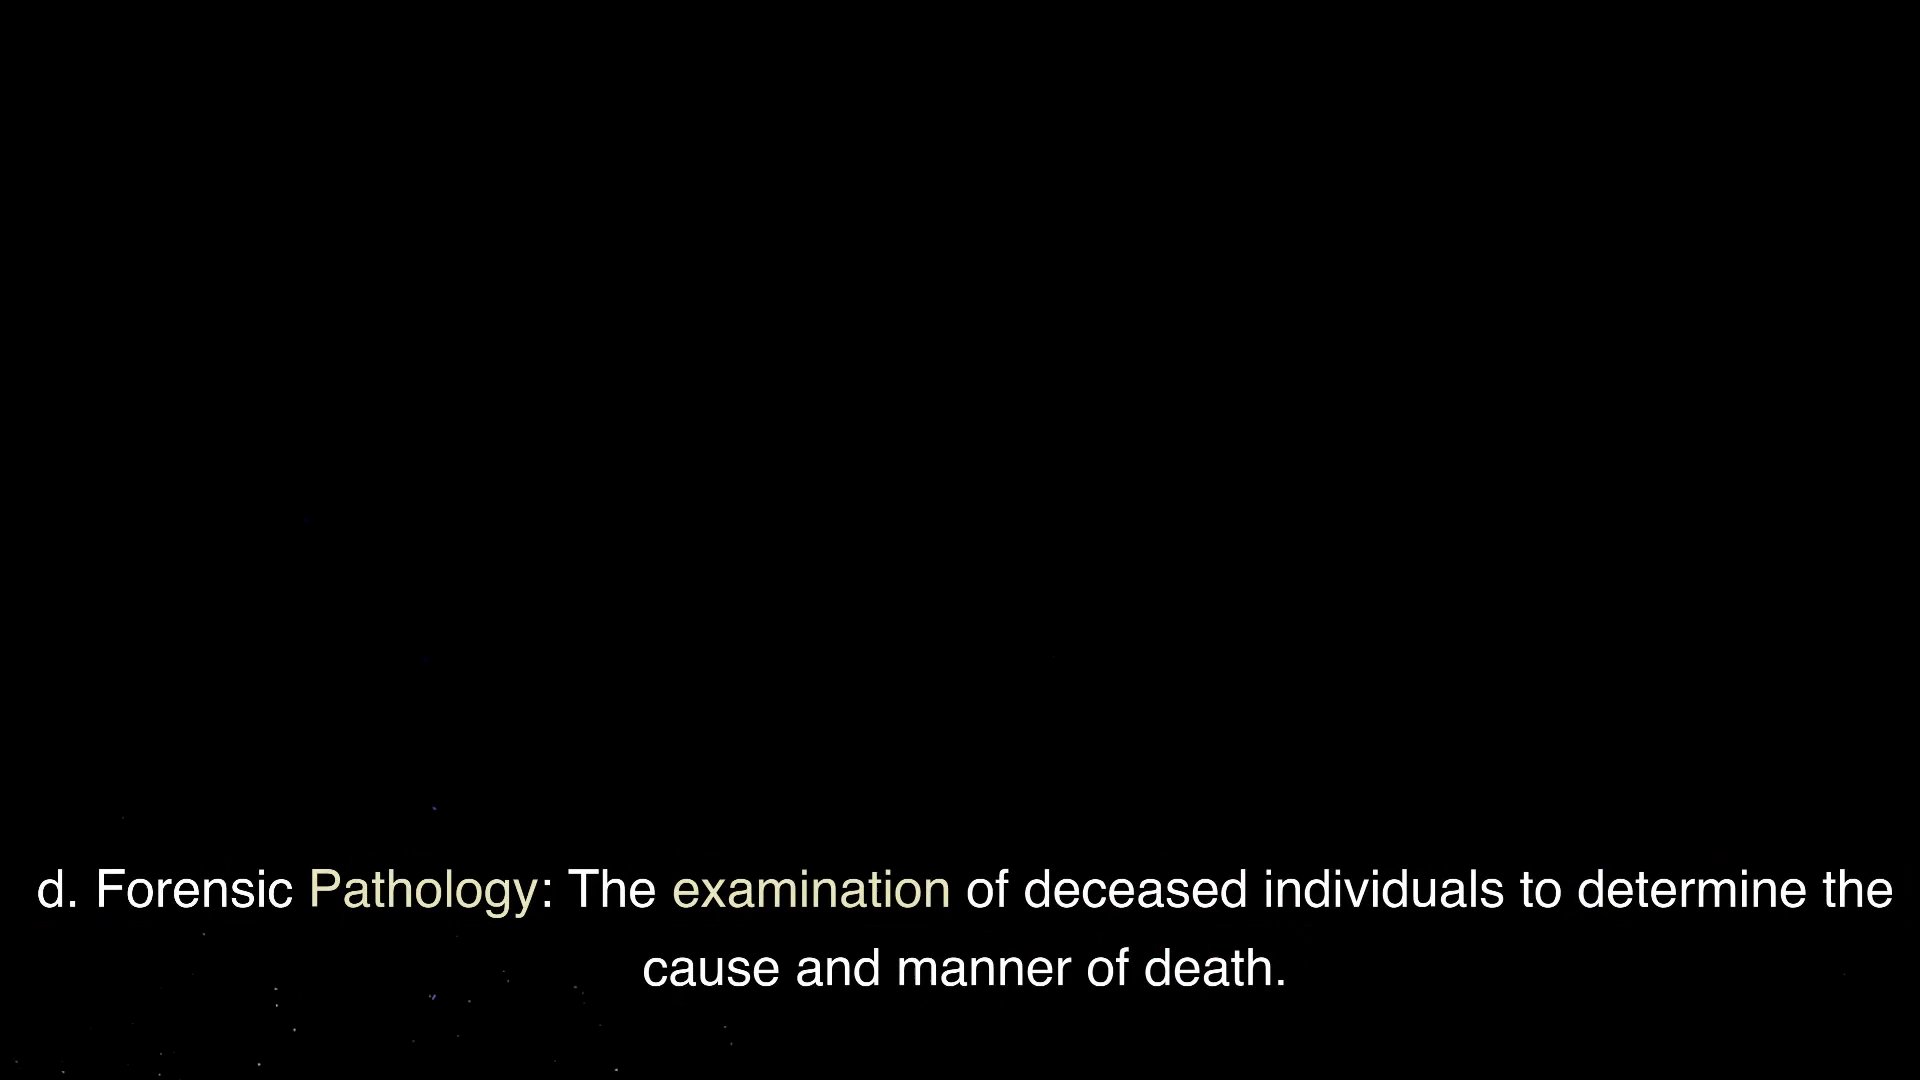 d. Forensic Pathology: The examination of deceased individuals to determine the
cause and manner of death.